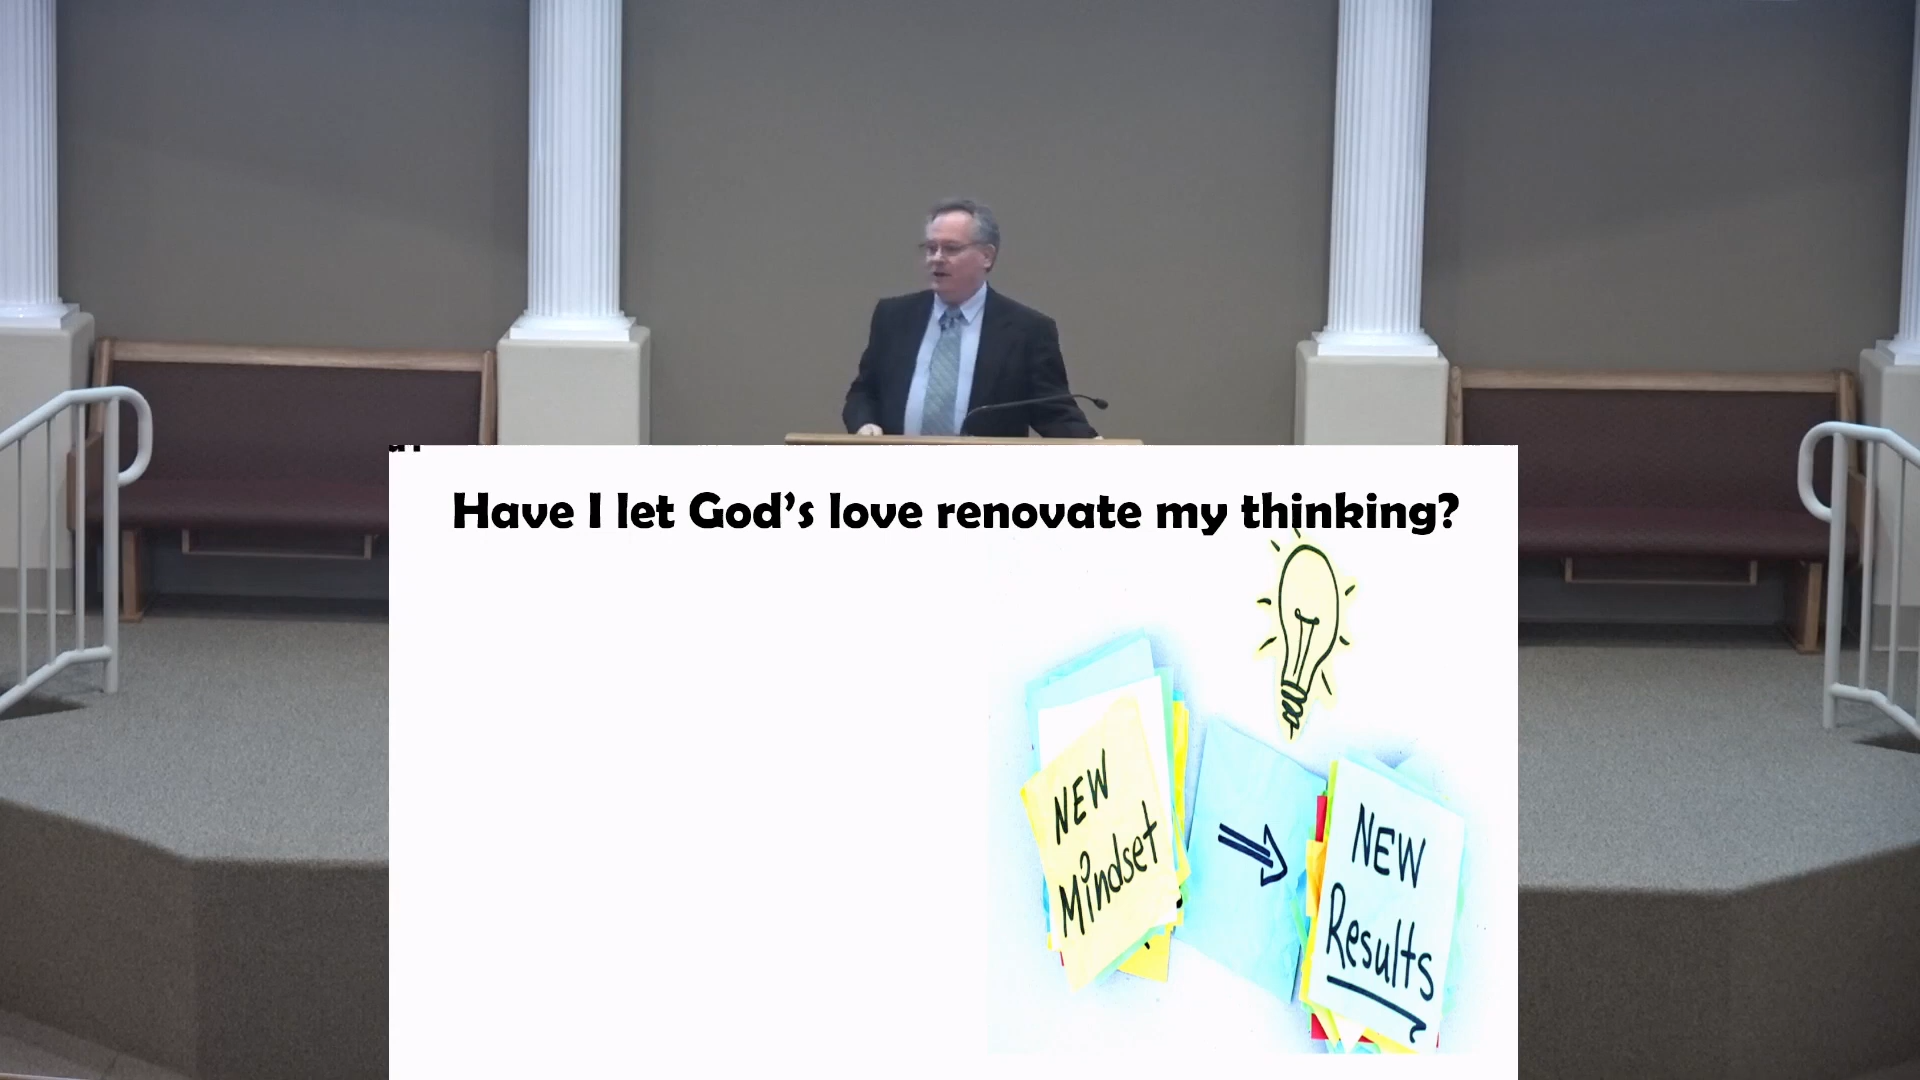 Have I let God's love renovate my thinking?
NEW
Mindset
NEW
Results